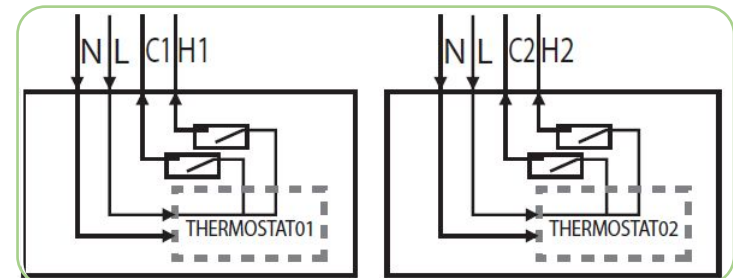 N L C1 H1
N L C2 H2
THERMOSTAT01
THERMOSTAT02